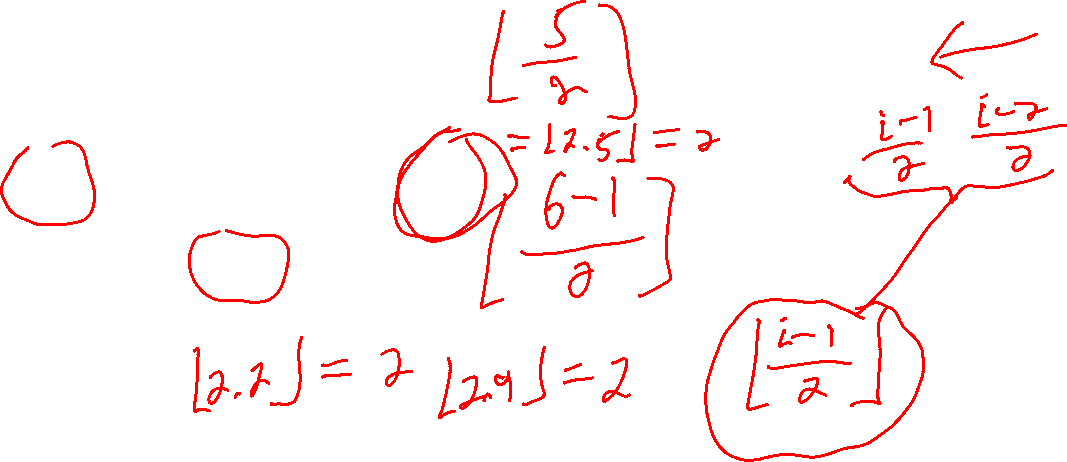 ⌊5/2⌋
= ⌊2.5⌋ = 2
⌊(6-1)/2⌋
⌊2.2⌋ = 2
⌊2.9⌋ = 2
(i-1)/2 (i-2)/2
⌊(i-1)/2⌋